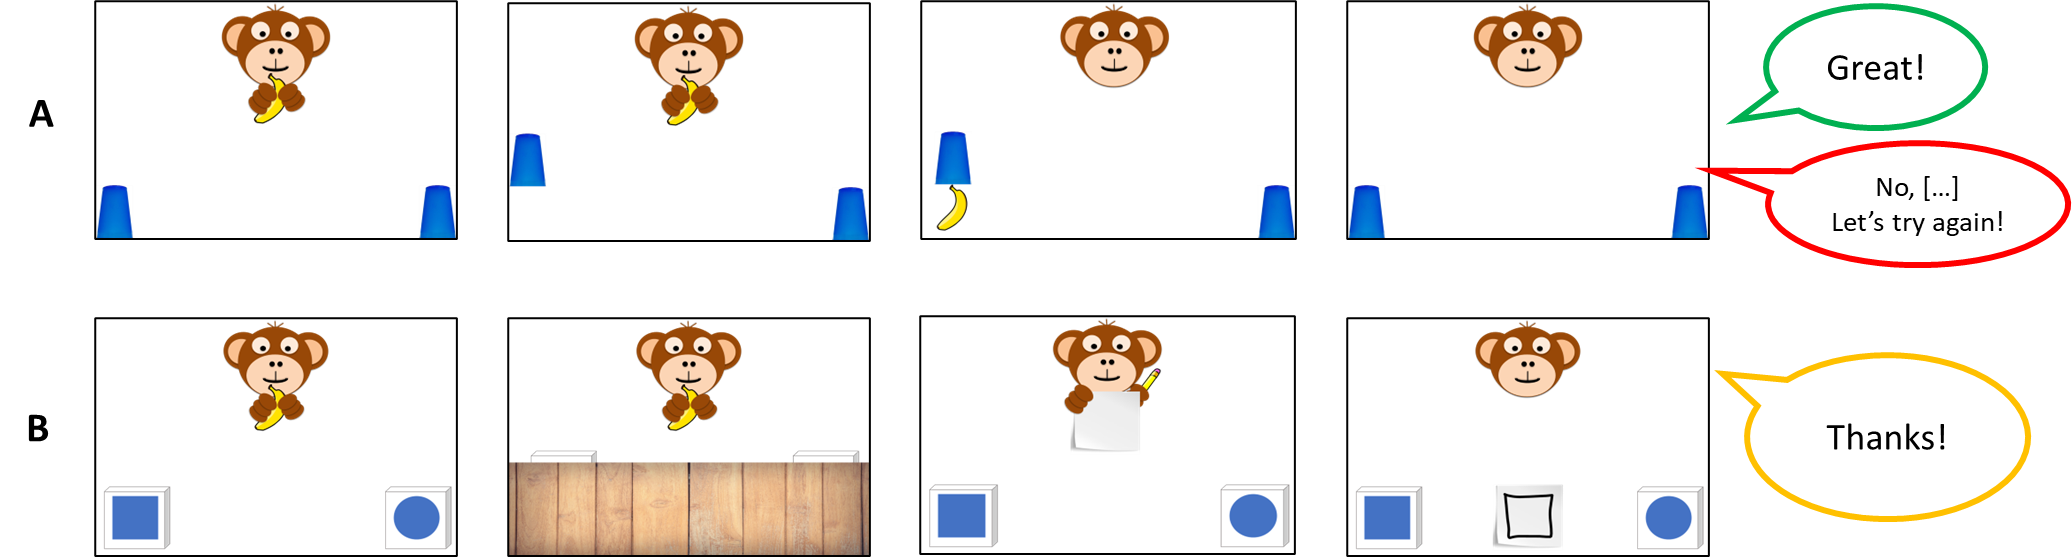 A
Great!
No, [...]
Let's try again!
B
Thanks!